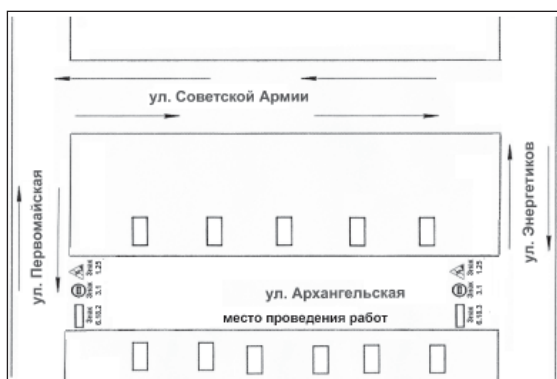 ул. Советской Армии
ул. Первомайская
ул. Энергетиков
Знак 1.25
Знак 3.1
Знак 6.18.2
ул. Архангельская
место проведения работ
Знак 1.25
Знак 3.1
Знак 6.18.3